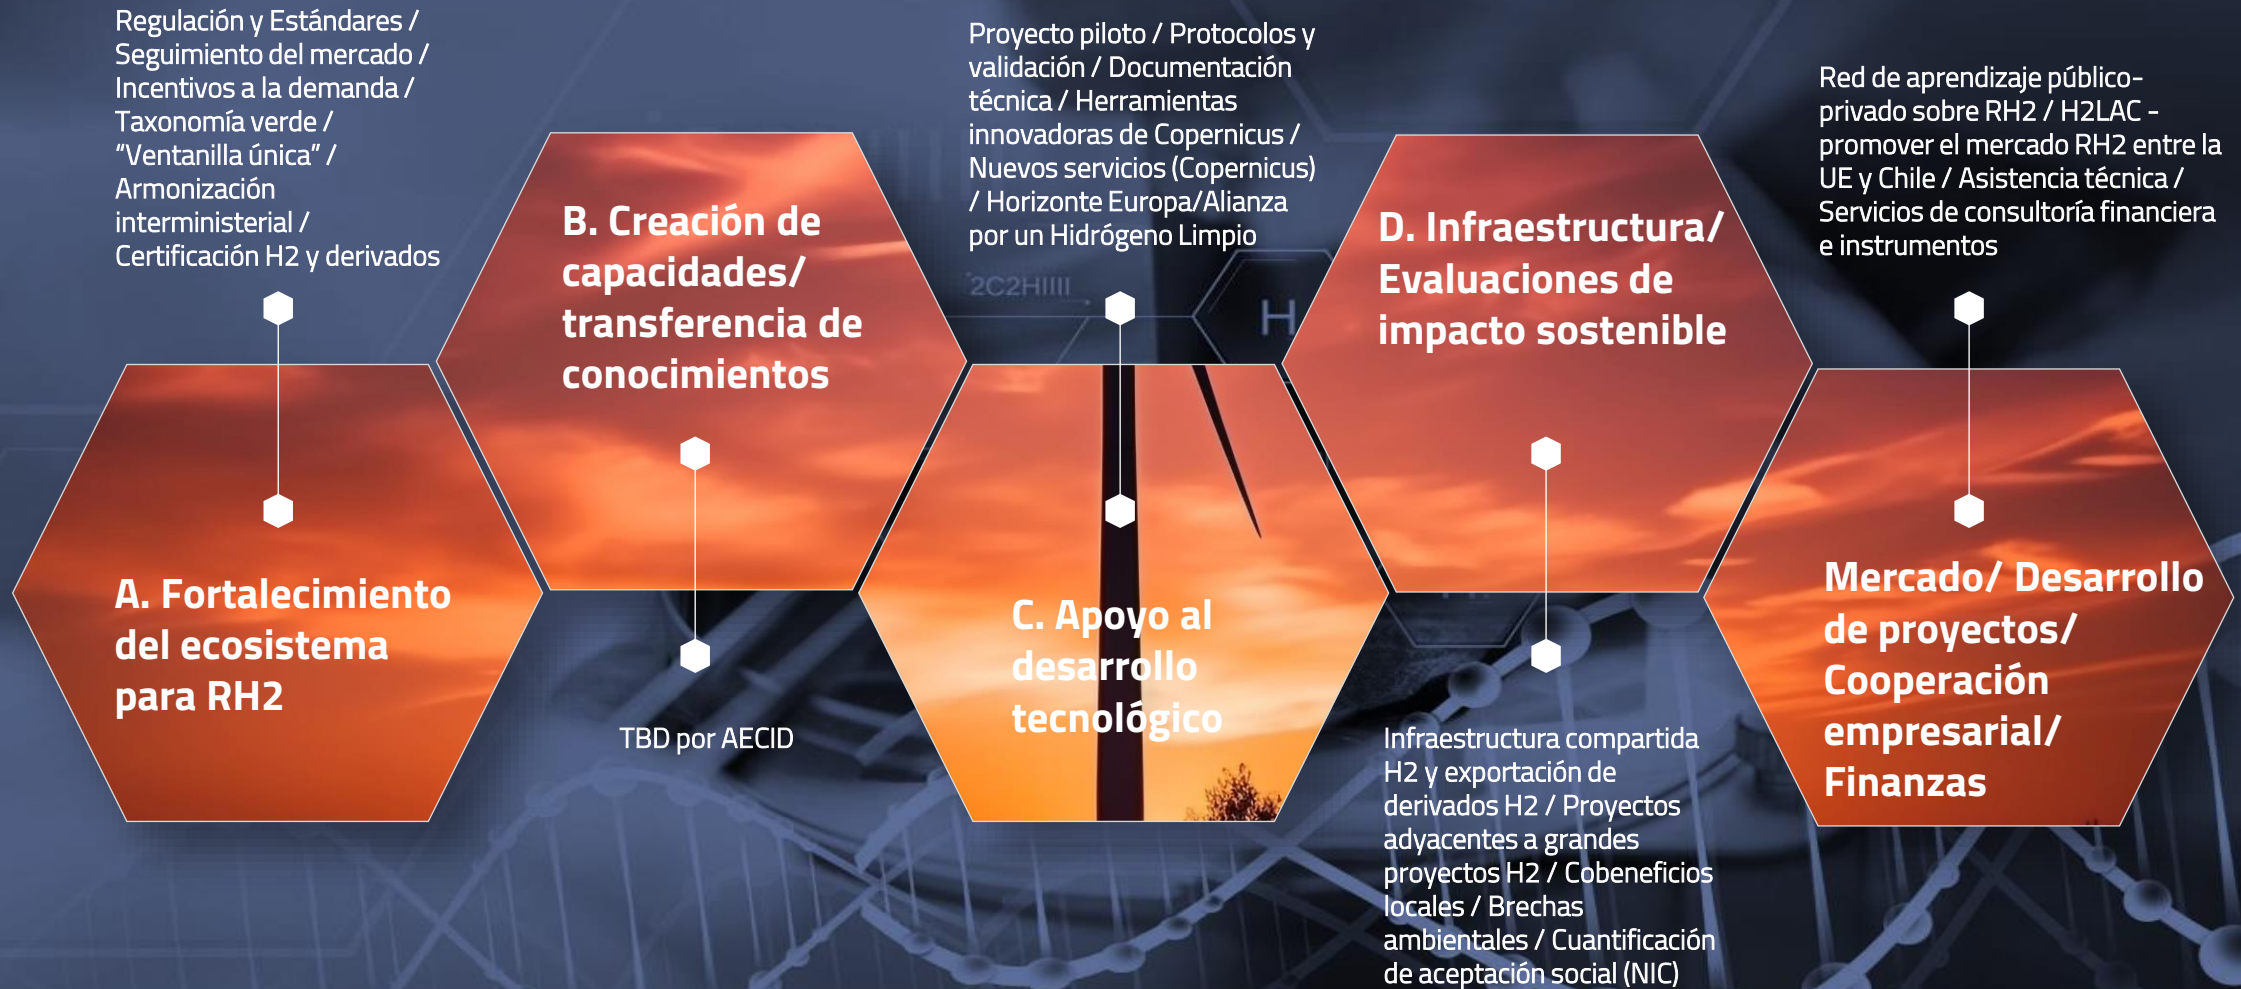 Regulación y Estándares /
Seguimiento del mercado /
Incentivos a la demanda /
Taxonomía verde /
“Ventanilla única” /
Armonización
interministerial /
Certificación H2 y derivados
A. Fortalecimiento
del ecosistema
para RH2
B. Creación de
capacidades/
transferencia de
conocimientos
TBD por AECID
Proyecto piloto / Protocolos y
validación / Documentación
técnica / Herramientas
innovadoras de Copernicus /
Nuevos servicios (Copernicus)
/ Horizonte Europa/Alianza
por un Hidrógeno Limpio
2C2HIIII
H
C. Apoyo al
desarrollo
tecnológico
D. Infraestructura/
Evaluaciones de
impacto sostenible
Infraestructura compartida
H2 y exportación de
derivados H2 / Proyectos
adyacentes a grandes
proyectos H2 / Cobeneficios
locales / Brechas
ambientales / Cuantificación
de aceptación social (NIC)
Red de aprendizaje público-
privado sobre RH2 / H2LAC -
promover el mercado RH2 entre la
UE y Chile / Asistencia técnica /
Servicios de consultoría financiera
e instrumentos
Mercado/ Desarrollo
de proyectos/
Cooperación
empresarial/
Finanzas